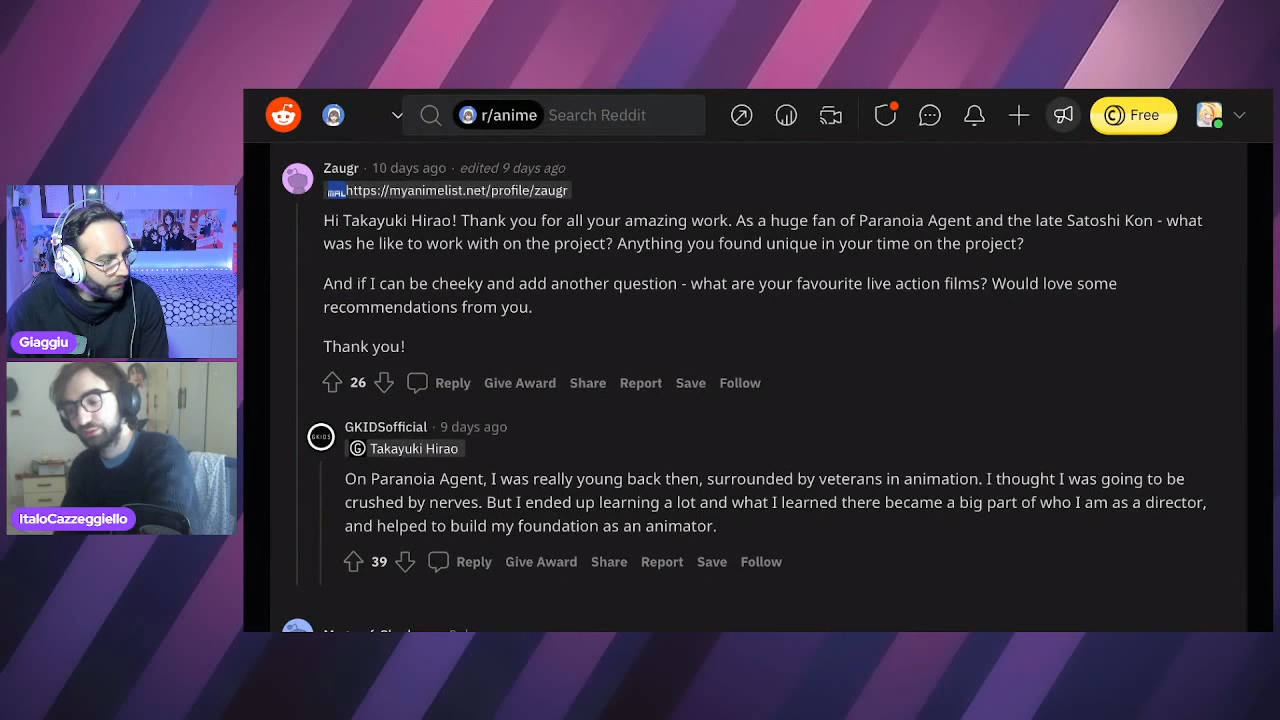 r/anime Search Reddit Free
Zaugr · 10 days ago · edited 9 days ago
MAL https://myanimelist.net/profile/zaugr
Hi Takayuki Hirao! Thank you for all your amazing work. As a huge fan of Paranoia Agent and the late Satoshi Kon - what
was he like to work with on the project? Anything you found unique in your time on the project?
And if I can be cheeky and add another question - what are your favourite live action films? Would love some
recommendations from you.
Thank you!
26 Reply Give Award Share Report Save Follow
GKIDS GKIDSofficial · 9 days ago
G Takayuki Hirao
On Paranoia Agent, I was really young back then, surrounded by veterans in animation. I thought I was going to be
crushed by nerves. But I ended up learning a lot and what I learned there became a big part of who I am as a director,
and helped to build my foundation as an animator.
39 Reply Give Award Share Report Save Follow
Giaggiu
ItaloCazzeggiello